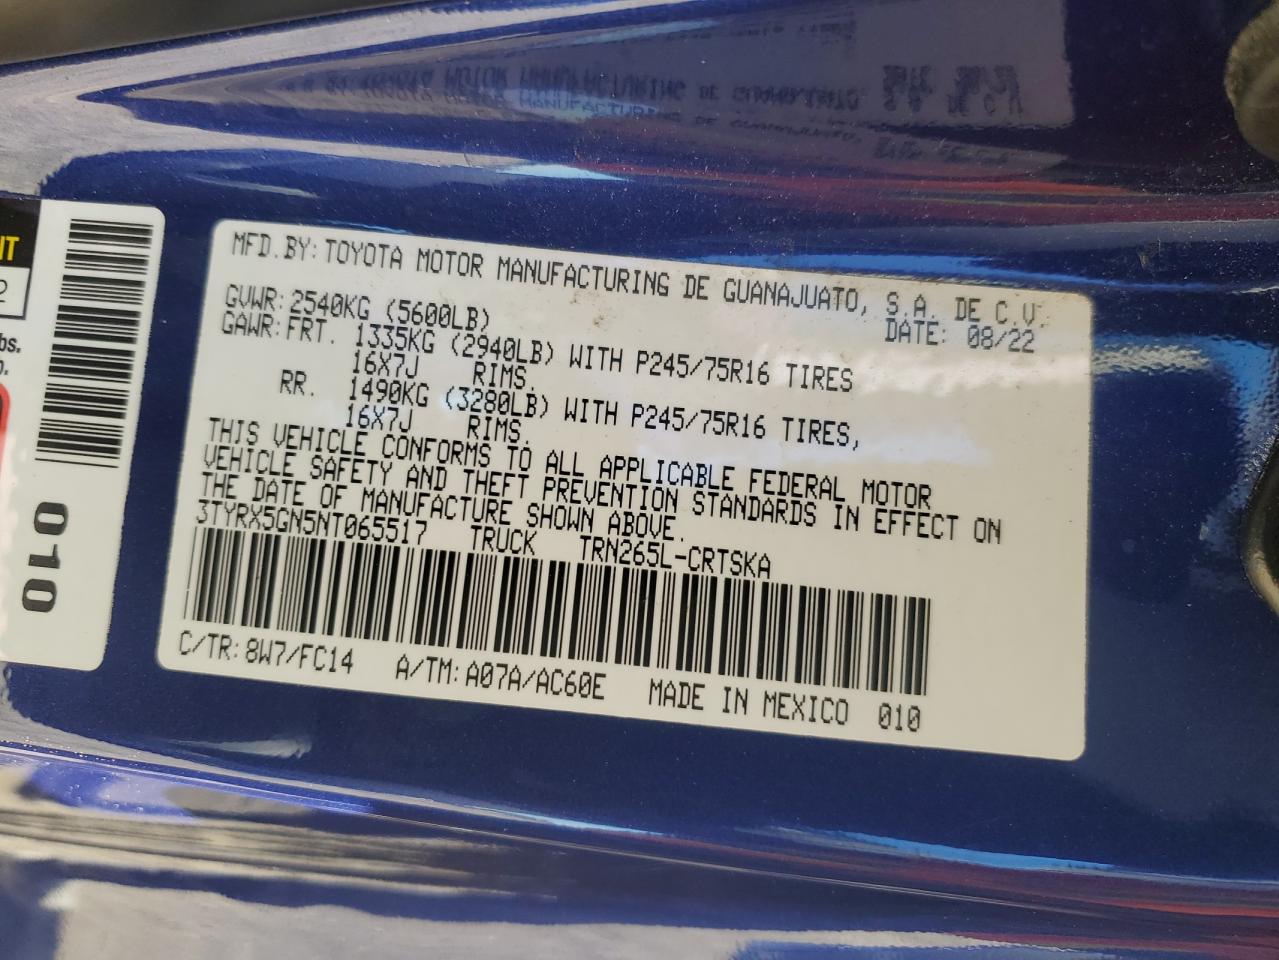 MFD.BY: TOYOTA MOTOR MANUFACTURING DE GUANAJUATO, S.A. DE C.V.
GVWR: 2540KG (5600LB) DATE: 08/22
GAWR: FRT. 1335KG (2940LB) WITH P245/75R16 TIRES
16X7J RIMS.
RR. 1490KG (3280LB) WITH P245/75R16 TIRES,
16X7J RIMS.
THIS VEHICLE CONFORMS TO ALL APPLICABLE FEDERAL MOTOR
VEHICLE SAFETY AND THEFT PREVENTION STANDARDS IN EFFECT ON
THE DATE OF MANUFACTURE SHOWN ABOVE.
3TYRX5GN5NT065517 TRUCK TRN265L-CRTSKA
C/TR: 8W7/FC14 A/TM: A07A/AC60E MADE IN MEXICO 010
IT
2
bs.
010